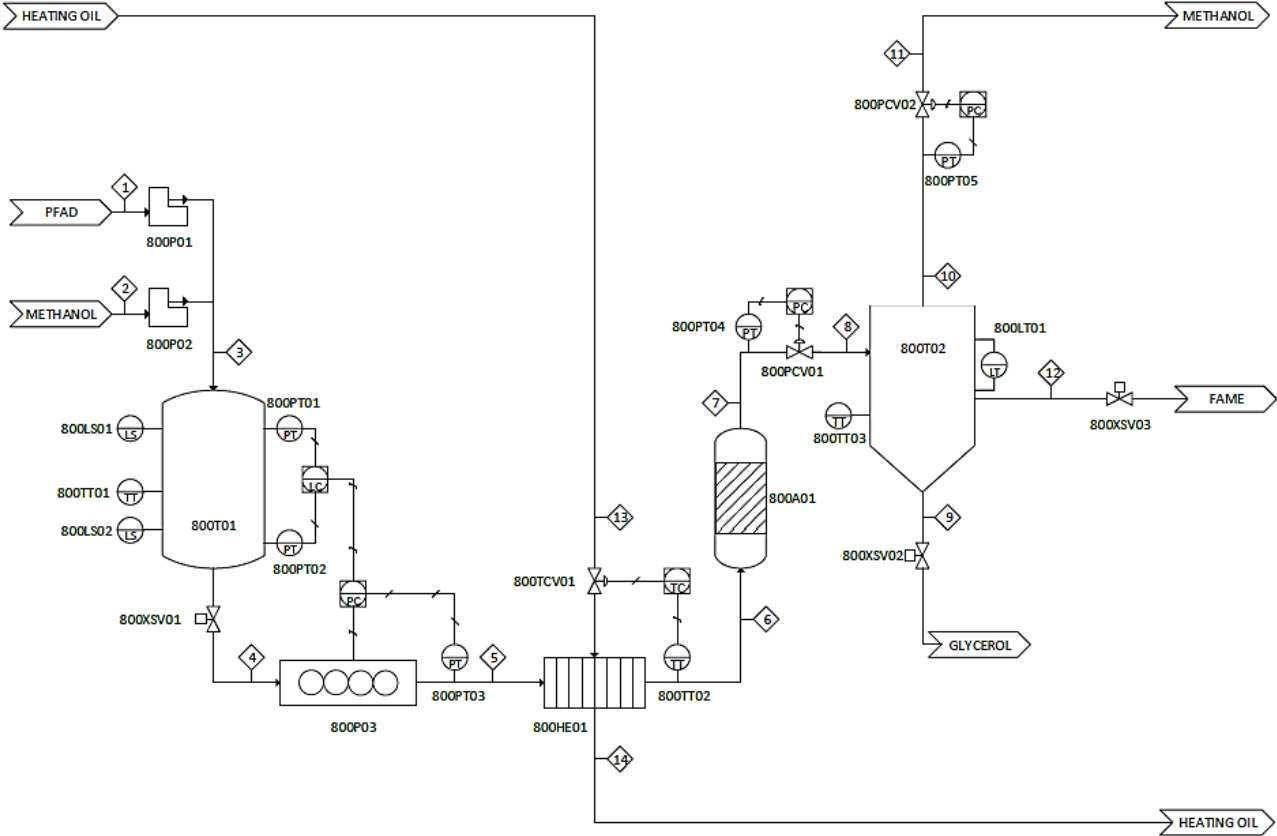 HEATING OIL
METHANOL
11
800PCV02
PC
PT
800PT05
1
PFAD
800P01
2
METHANOL
800P02
3
10
800PT04
PT
PC
800PCV01
8
800T02
800LT01
LT
12
FAME
800XSV03
7
TT
800TT03
800PT01
800LS01
LS
PT
LC
800TT01
TT
800LS02
LS
800T01
PT
800PT02
800A01
13
9
800XSV02
GLYCEROL
800TCV01
TC
PC
800XSV01
6
4
PT
5
TT
800PT03
800TT02
800P03
800HE01
14
HEATING OIL